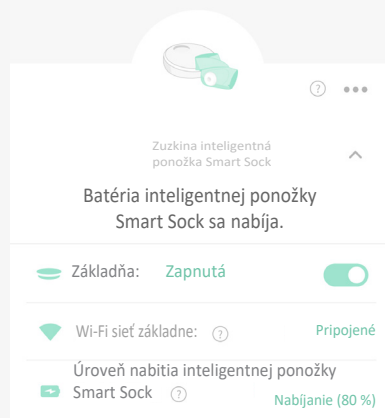 Zuzkina inteligentná
ponožka Smart Sock
Batéria inteligentnej ponožky
Smart Sock sa nabíja.
Základňa: Zapnutá
Wi-Fi sieť základne: ? Pripojené
Úroveň nabitia inteligentnej ponožky
Smart Sock ? Nabíjanie (80 %)